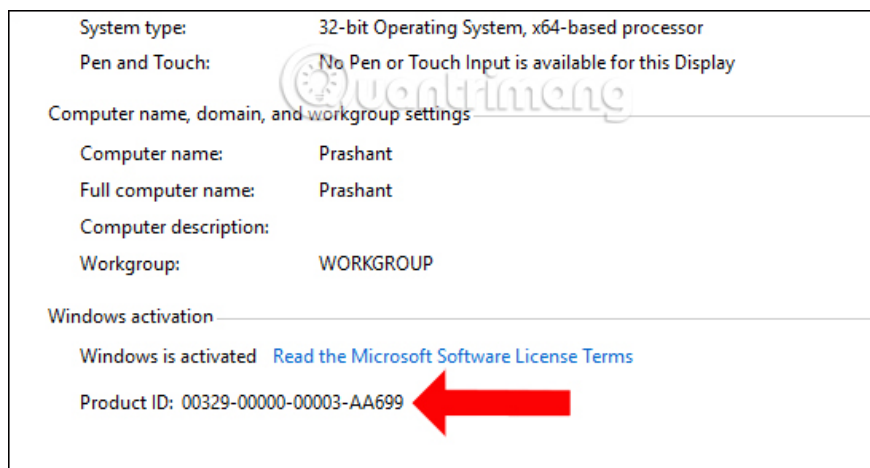 System type: 32-bit Operating System, x64-based processor
Pen and Touch: No Pen or Touch Input is available for this Display
Quantrimang
Computer name, domain, and workgroup settings
Computer name: Prashant
Full computer name: Prashant
Computer description:
Workgroup: WORKGROUP
Windows activation
Windows is activated Read the Microsoft Software License Terms
Product ID: 00329-00000-00003-AA699